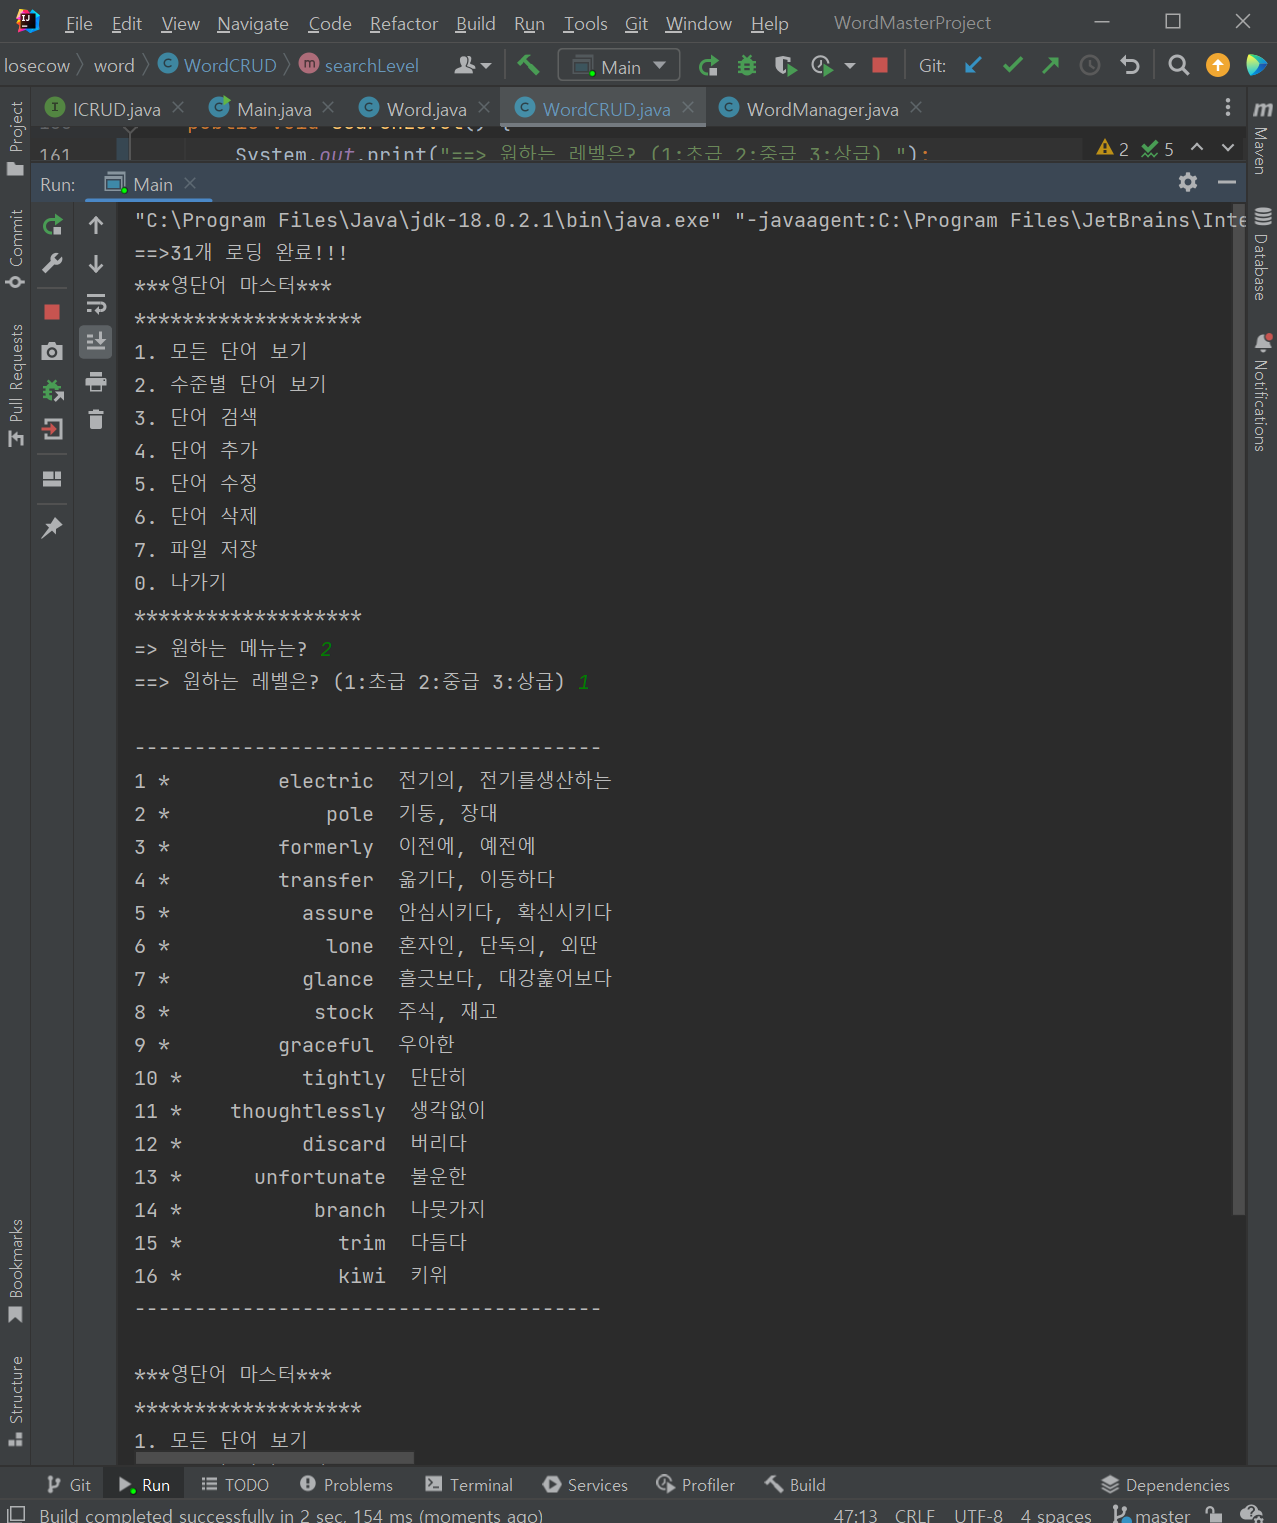 File Edit View Navigate Code Refactor Build Run Tools Git Window Help WordMasterProject
losecow word WordCRUD searchLevel Main Git:
ICRUD.java Main.java Word.java WordCRUD.java WordManager.java
161 System.out.print("==> 원하는 레벨은? (1:초급 2:중급 3:상급) "); 2 5
Run: Main
"C:\Program Files\Java\jdk-18.0.2.1\bin\java.exe" "-javaagent:C:\Program Files\JetBrains\Inte
==>31개 로딩 완료!!!
***영단어 마스터***
*******************
1. 모든 단어 보기
2. 수준별 단어 보기
3. 단어 검색
4. 단어 추가
5. 단어 수정
6. 단어 삭제
7. 파일 저장
0. 나가기
*******************
=> 원하는 메뉴는? 2
==> 원하는 레벨은? (1:초급 2:중급 3:상급) 1
---------------------------------------
1 * electric 전기의, 전기를생산하는
2 * pole 기둥, 장대
3 * formerly 이전에, 예전에
4 * transfer 옮기다, 이동하다
5 * assure 안심시키다, 확신시키다
6 * lone 혼자인, 단독의, 외딴
7 * glance 흘긋보다, 대강훑어보다
8 * stock 주식, 재고
9 * graceful 우아한
10 * tightly 단단히
11 * thoughtlessly 생각없이
12 * discard 버리다
13 * unfortunate 불운한
14 * branch 나뭇가지
15 * trim 다듬다
16 * kiwi 키위
---------------------------------------
***영단어 마스터***
*******************
1. 모든 단어 보기
Project
Commit
Pull Requests
Bookmarks
Structure
Maven
Database
Notifications
Git Run TODO Problems Terminal Services Profiler Build Dependencies
Build completed successfully in 2 sec, 154 ms (moments ago) 47:13 CRLF UTF-8 4 spaces master